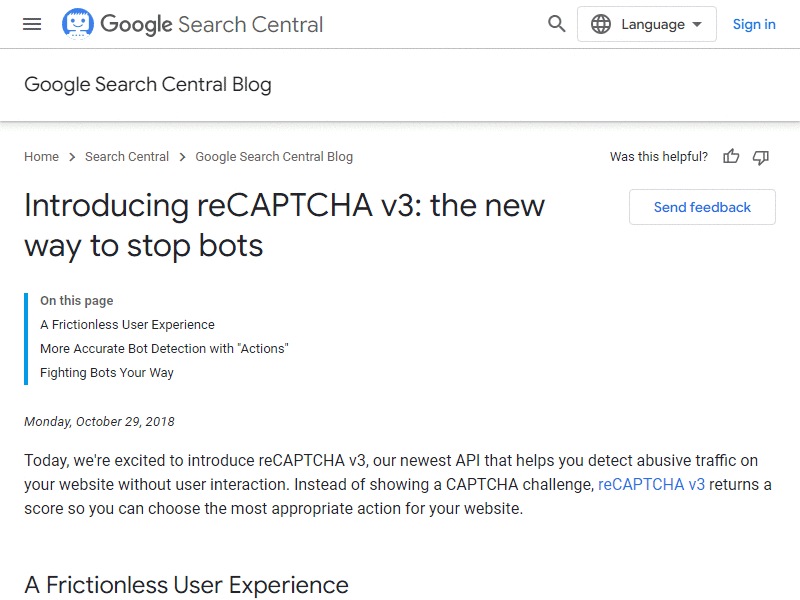 Google Search Central
Language
Sign in
Google Search Central Blog
Home
Search Central
Google Search Central Blog
Was this helpful?
Introducing reCAPTCHA v3: the new
way to stop bots
Send feedback
On this page
A Frictionless User Experience
More Accurate Bot Detection with "Actions"
Fighting Bots Your Way
Monday, October 29, 2018
Today, we're excited to introduce reCAPTCHA v3, our newest API that helps you detect abusive traffic on
your website without user interaction. Instead of showing a CAPTCHA challenge, reCAPTCHA v3 returns a
score so you can choose the most appropriate action for your website.
A Frictionless User Experience